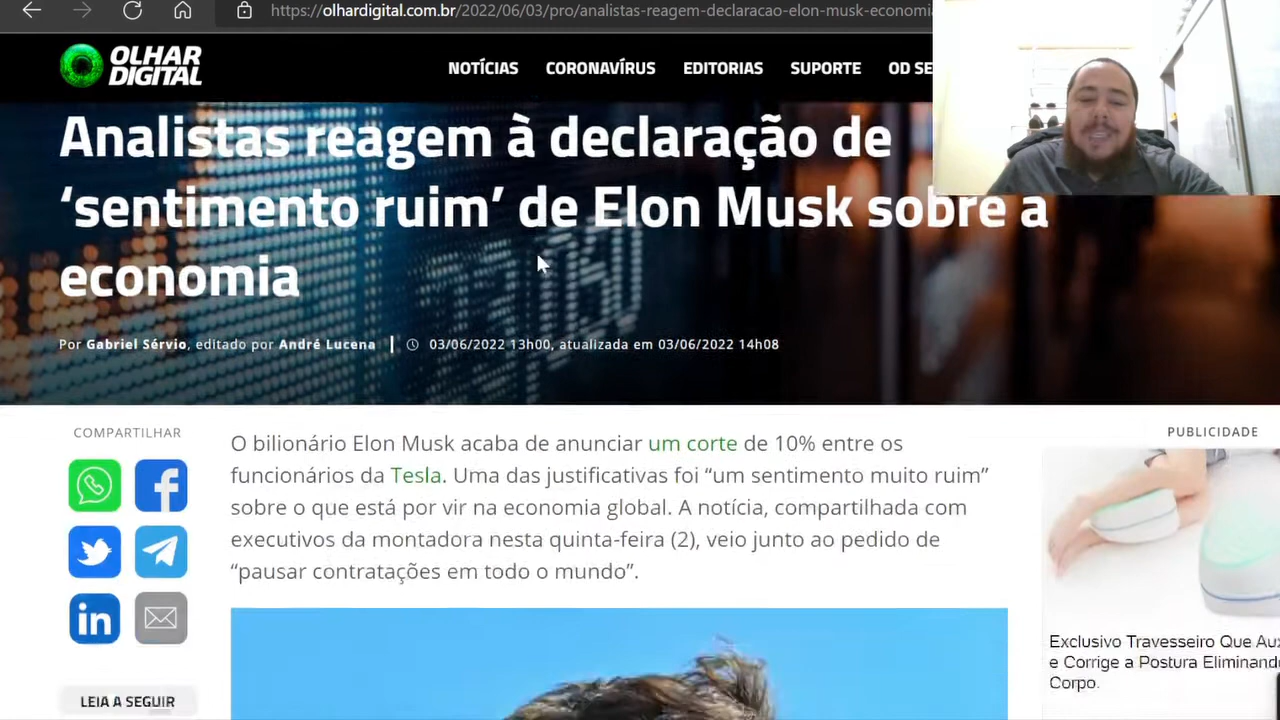 https://olhardigital.com.br/2022/06/03/pro/analistas-reagem-declaracao-elon-musk-economi
OLHAR
DIGITAL
NOTÍCIAS CORONAVÍRUS EDITORIAS SUPORTE OD SE
Analistas reagem à declaração de
‘sentimento ruim’ de Elon Musk sobre a
economia
Por Gabriel Sérvio, editado por André Lucena | 03/06/2022 13h00, atualizada em 03/06/2022 14h08
COMPARTILHAR
O bilionário Elon Musk acaba de anunciar um corte de 10% entre os
funcionários da Tesla. Uma das justificativas foi “um sentimento muito ruim”
sobre o que está por vir na economia global. A notícia, compartilhada com
executivos da montadora nesta quinta-feira (2), veio junto ao pedido de
“pausar contratações em todo o mundo”.
in
LEIA A SEGUIR
PUBLICIDADE
Exclusivo Travesseiro Que Aux
e Corrige a Postura Eliminand
Corpo.